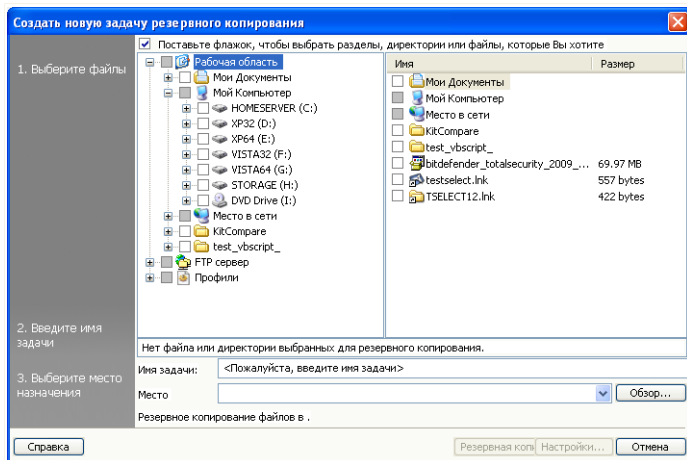 Создать новую задачу резервного копирования
Поставьте флажок, чтобы выбрать разделы, директории или файлы, которые Вы хотите
1. Выберите файлы
Рабочая область
Мои Документы
Мой Компьютер
HOMESERVER (C:)
XP32 (D:)
XP64 (E:)
VISTA32 (F:)
VISTA64 (G:)
STORAGE (H:)
DVD Drive (I:)
Место в сети
KitCompare
test_vbscript_
FTP сервер
Профили
Имя Размер
Мои Документы
Мой Компьютер
Место в сети
KitCompare
test_vbscript_
bitdefender_totalsecurity_2009_... 69.97 MB
testselect.lnk 557 bytes
TSELECT12.lnk 422 bytes
Нет файла или директории выбранных для резервного копирования.
2. Введите имя
задачи
Имя задачи: <Пожалуйста, введите имя задачи>
3. Выберите место
назначения
Место Обзор...
Резервное копирование файлов в .
Справка Резервная копи Настройки... Отмена